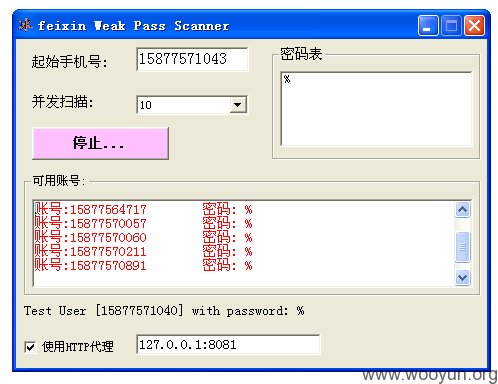 feixin Weak Pass Scanner
起始手机号:
15877571043
密码表
%
并发扫描:
10
停止...
可用账号:
账号:15877564717 密码: %
账号:15877570057 密码: %
账号:15877570060 密码: %
账号:15877570211 密码: %
账号:15877570891 密码: %
Test User [15877571040] with password: %
使用HTTP代理
127.0.0.1:8081
www.wooyun.org